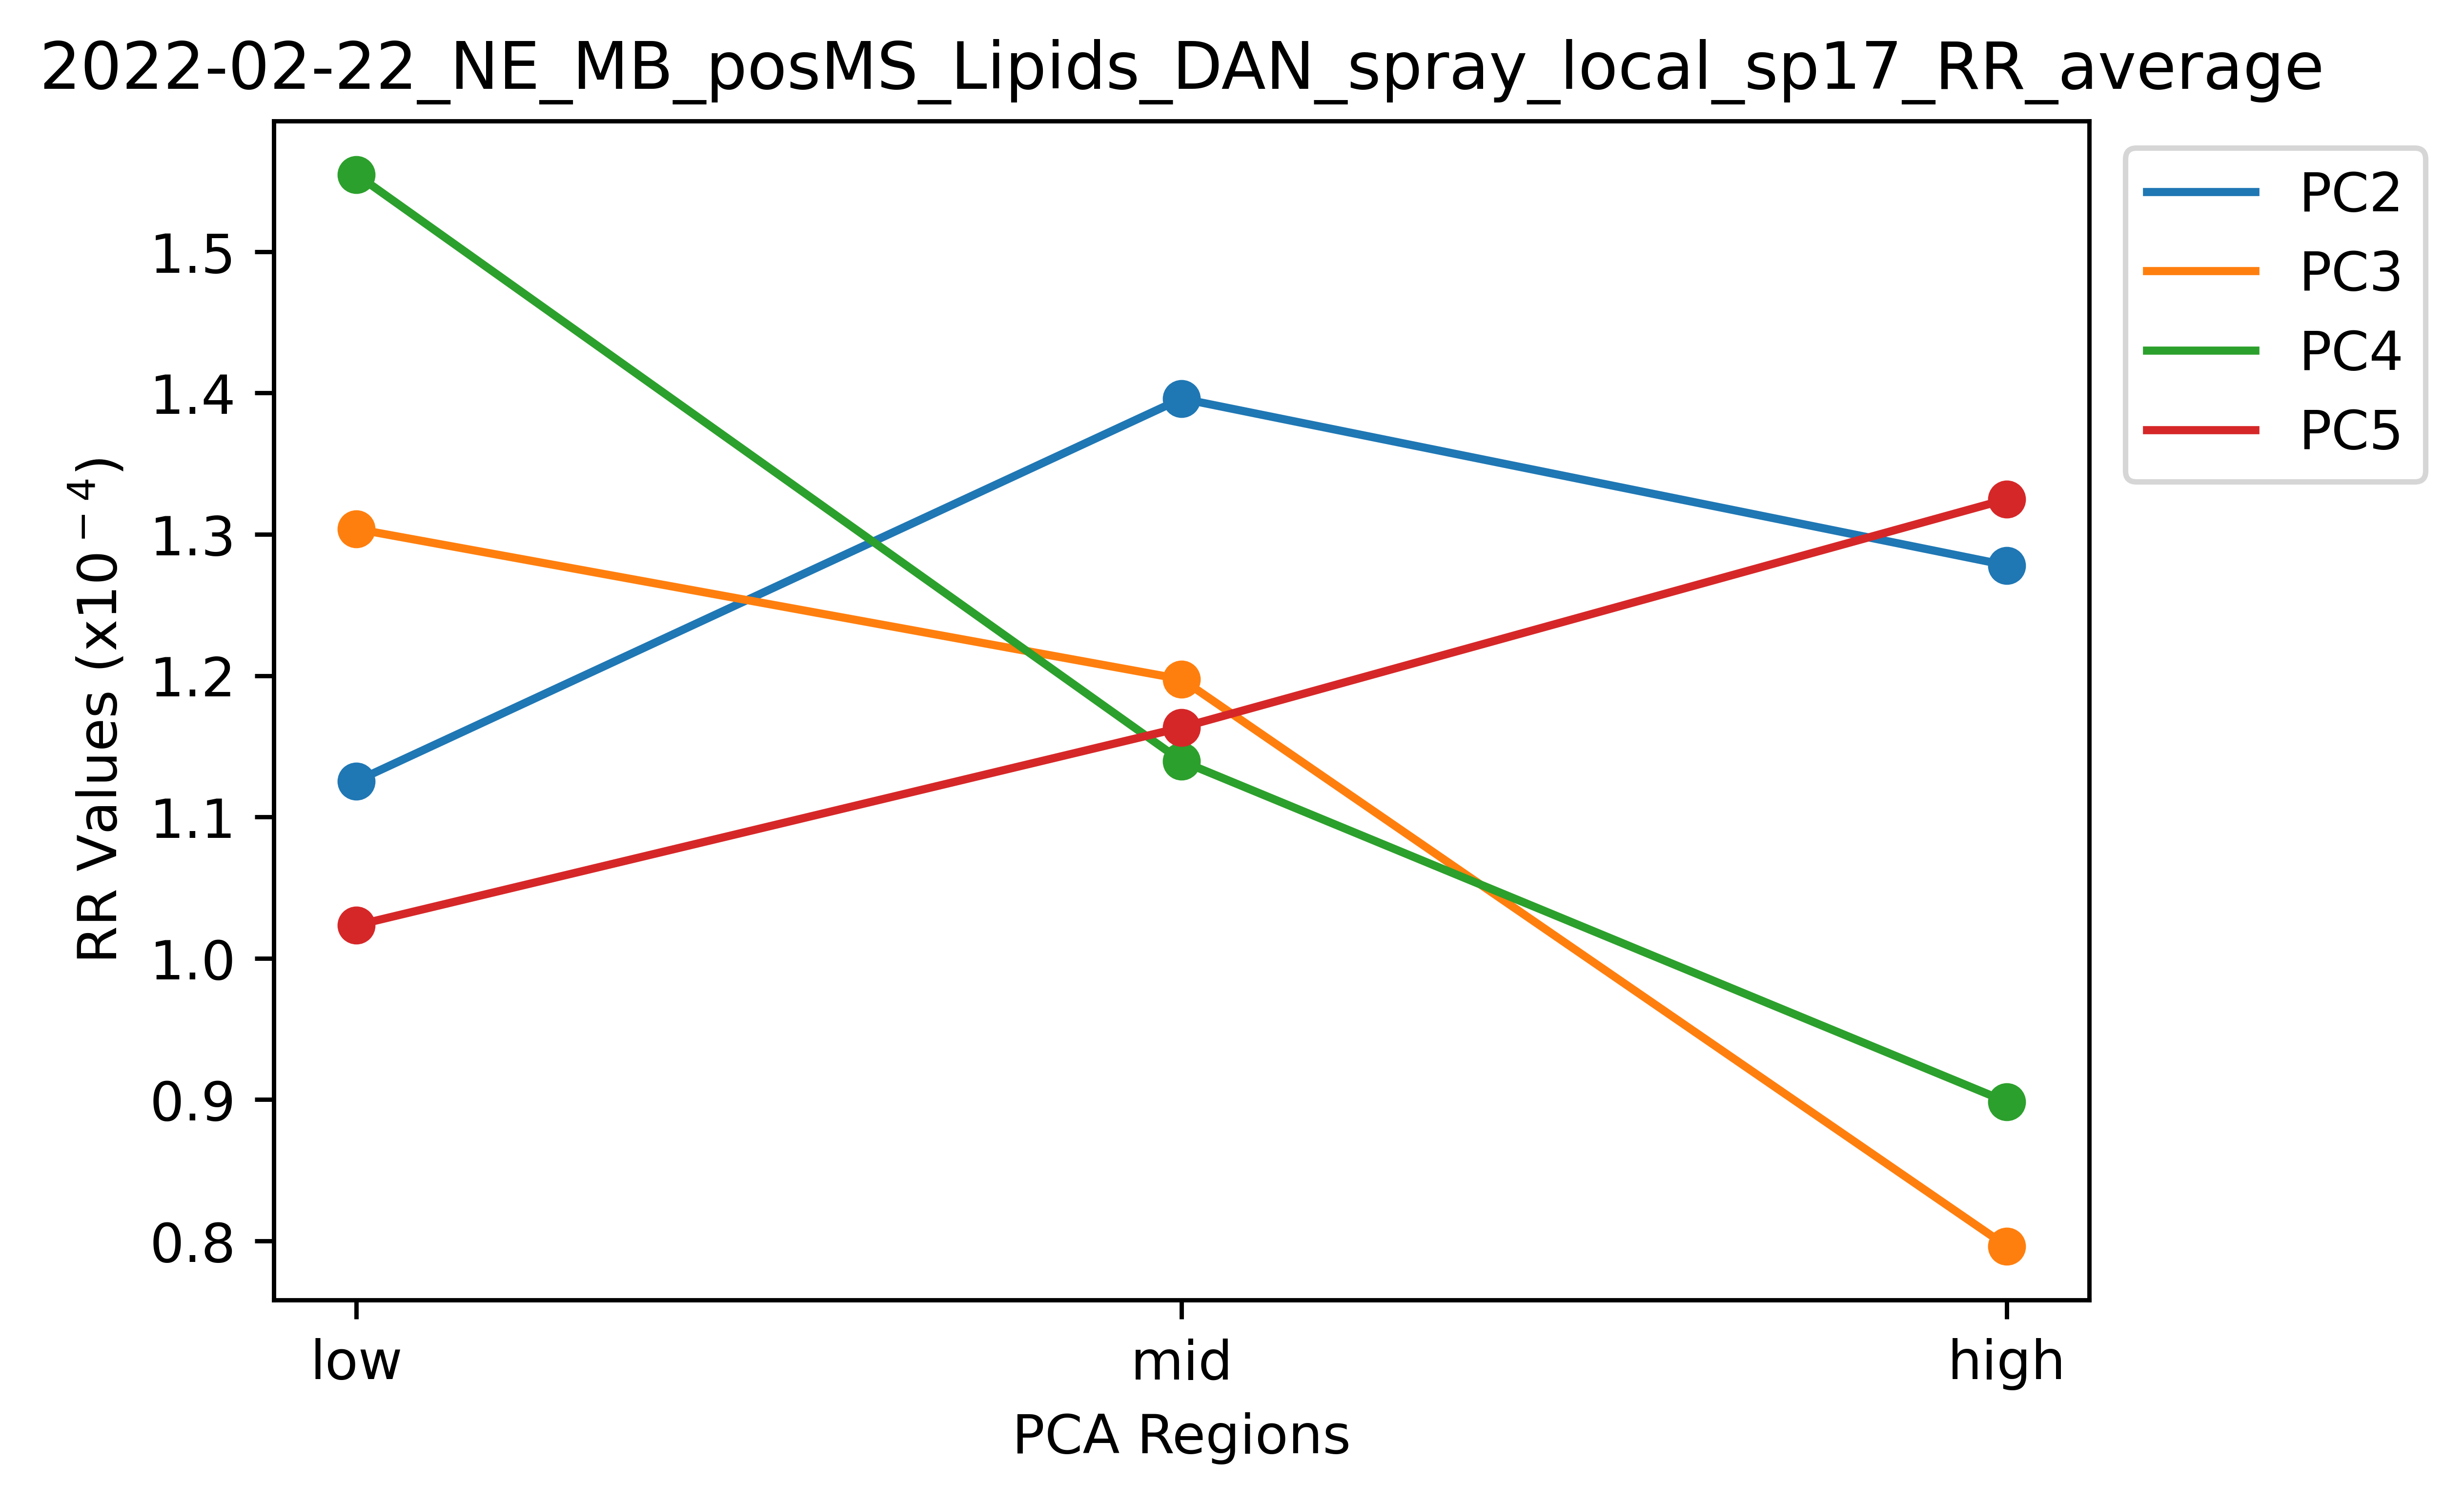 2022-02-22_NE_MB_posMS_Lipids_DAN_spray_local_sp17_RR_average
PC2
PC3
PC4
PC5
RR Values (x10⁻⁴)
1.5
1.4
1.3
1.2
1.1
1.0
0.9
0.8
low mid high
PCA Regions